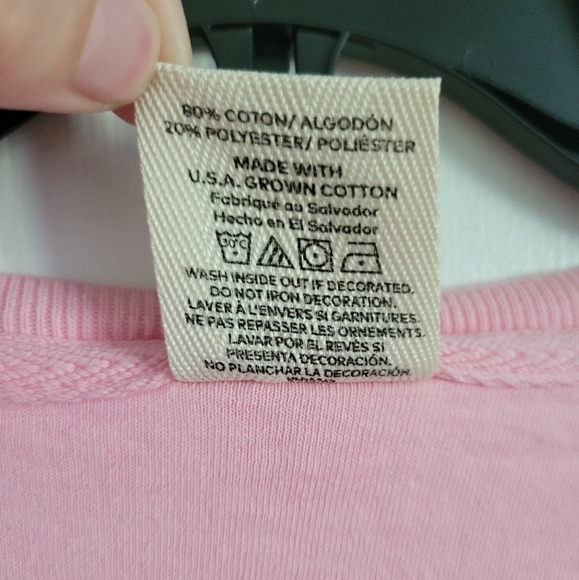 80% COTON/ ALGODÓN
20% POLYESTER/ POLIÉSTER
MADE WITH
U.S.A. GROWN COTTON
Fabriqué au Salvador
Hecho en El Salvador
30°C
WASH INSIDE OUT IF DECORATED.
DO NOT IRON DECORATION.
LAVER À L'ENVERS SI GARNITURES.
NE PAS REPASSER LES ORNEMENTS.
LAVAR POR EL REVÉS SI
PRESENTA DECORACIÓN.
NO PLANCHAR LA DECORACIÓN.